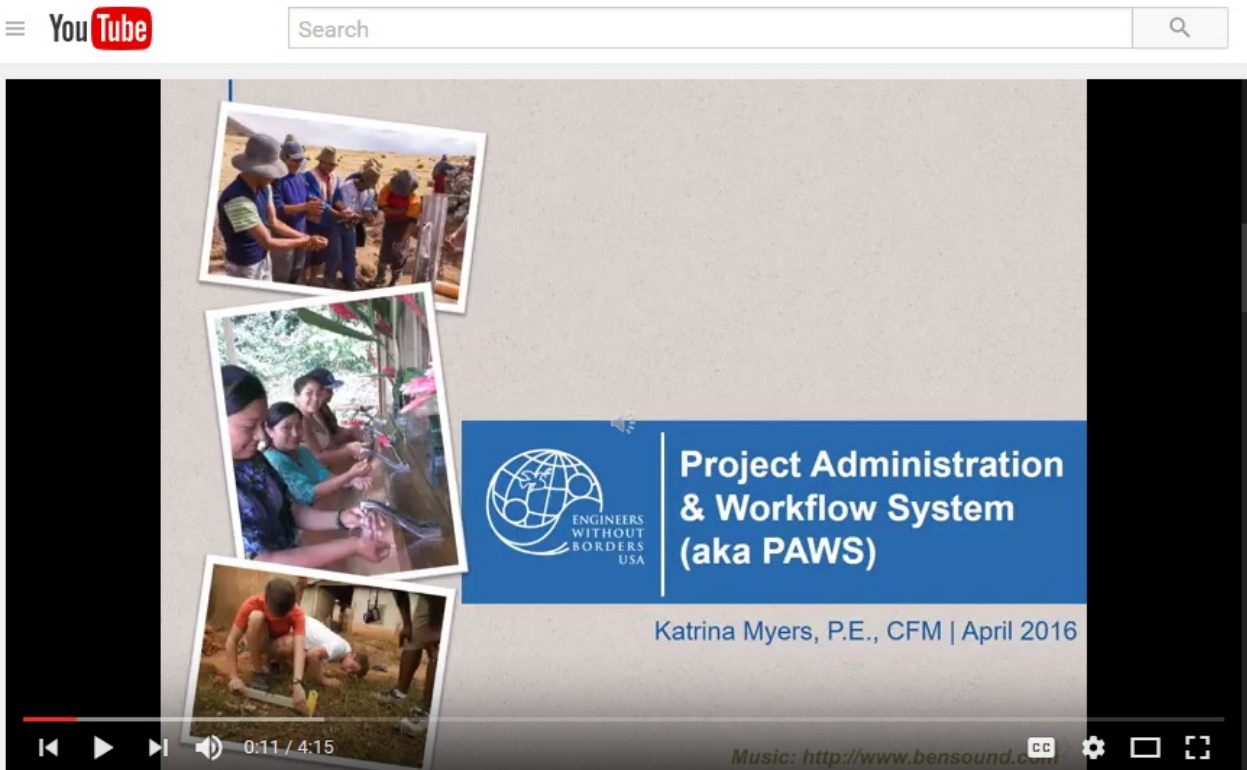 YouTube
Search
ENGINEERS
WITHOUT
BORDERS
USA
Project Administration
& Workflow System
(aka PAWS)
Katrina Myers, P.E., CFM | April 2016
Music: http://www.bensound.com
0:11 / 4:15
CC